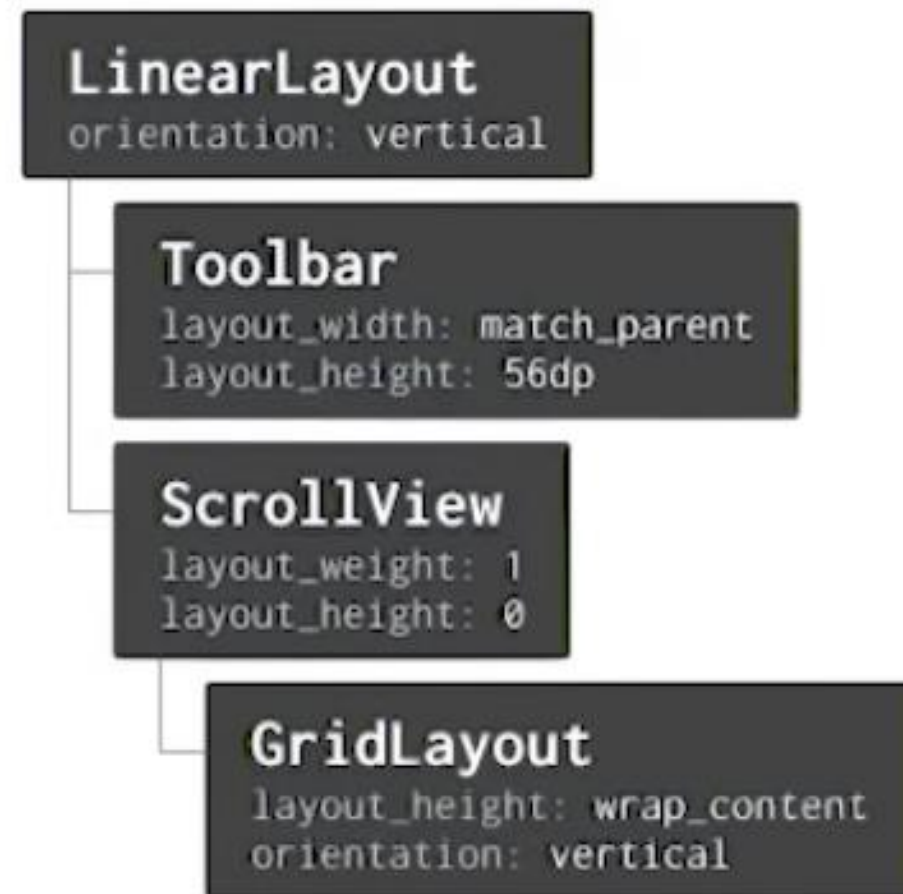 LinearLayout
orientation: vertical
Toolbar
layout_width: match_parent
layout_height: 56dp
ScrollView
layout_weight: 1
layout_height: 0
GridLayout
layout_height: wrap_content
orientation: vertical